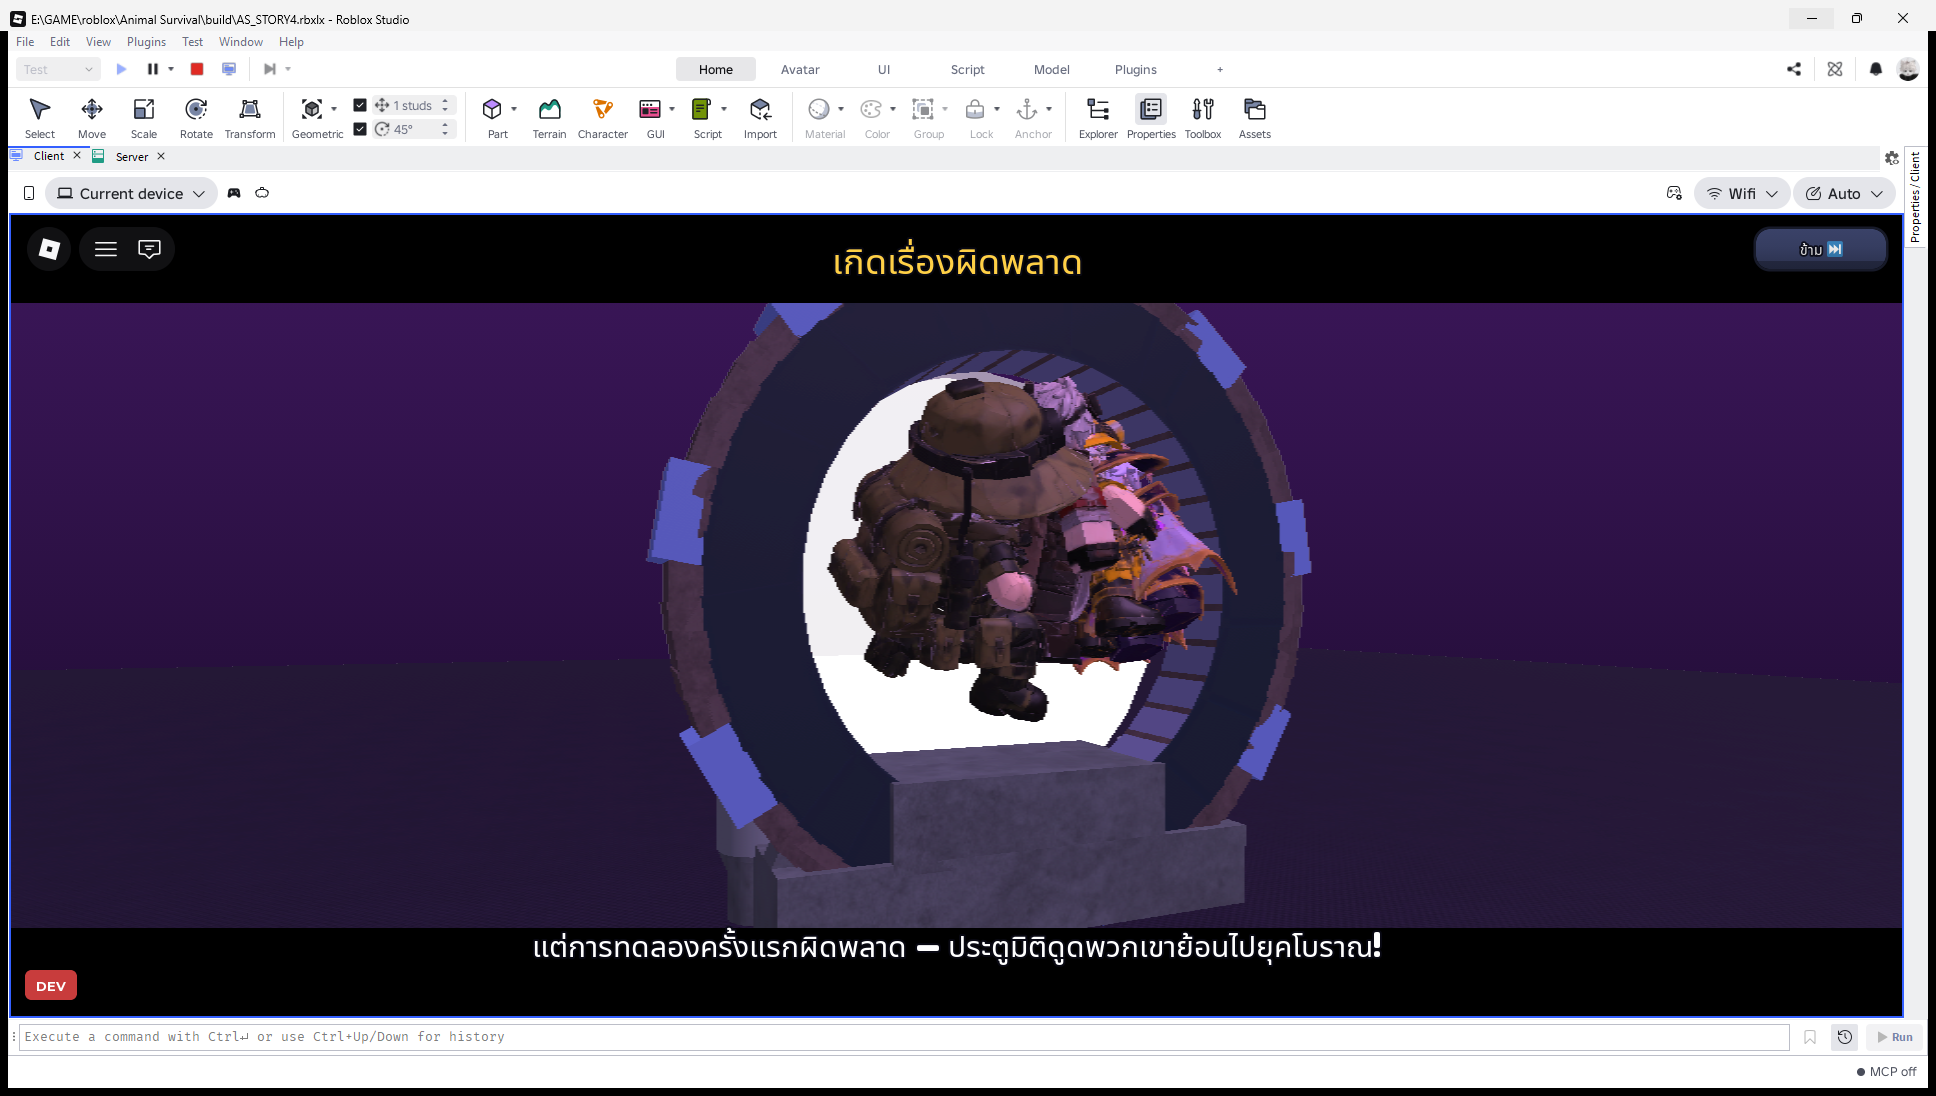 E:\GAME\roblox\Animal Survival\build\AS_STORY4.rbxlx - Roblox Studio
File Edit View Plugins Test Window Help
Test Home Avatar UI Script Model Plugins +
1 studs
45°
Select Move Scale Rotate Transform Geometric Part Terrain Character GUI Script Import Material Color Group Lock Anchor Explorer Properties Toolbox Assets
Client Server
Properties / Client
Current device Wifi Auto
เกิดเรื่องผิดพลาด
ข้าม ⏭
แต่การทดลองครั้งแรกผิดพลาด — ประตูมิติดูดพวกเขาย้อนไปยุคโบราณ!
DEV
Execute a command with Ctrl↵ or use Ctrl+Up/Down for history
Run
MCP off